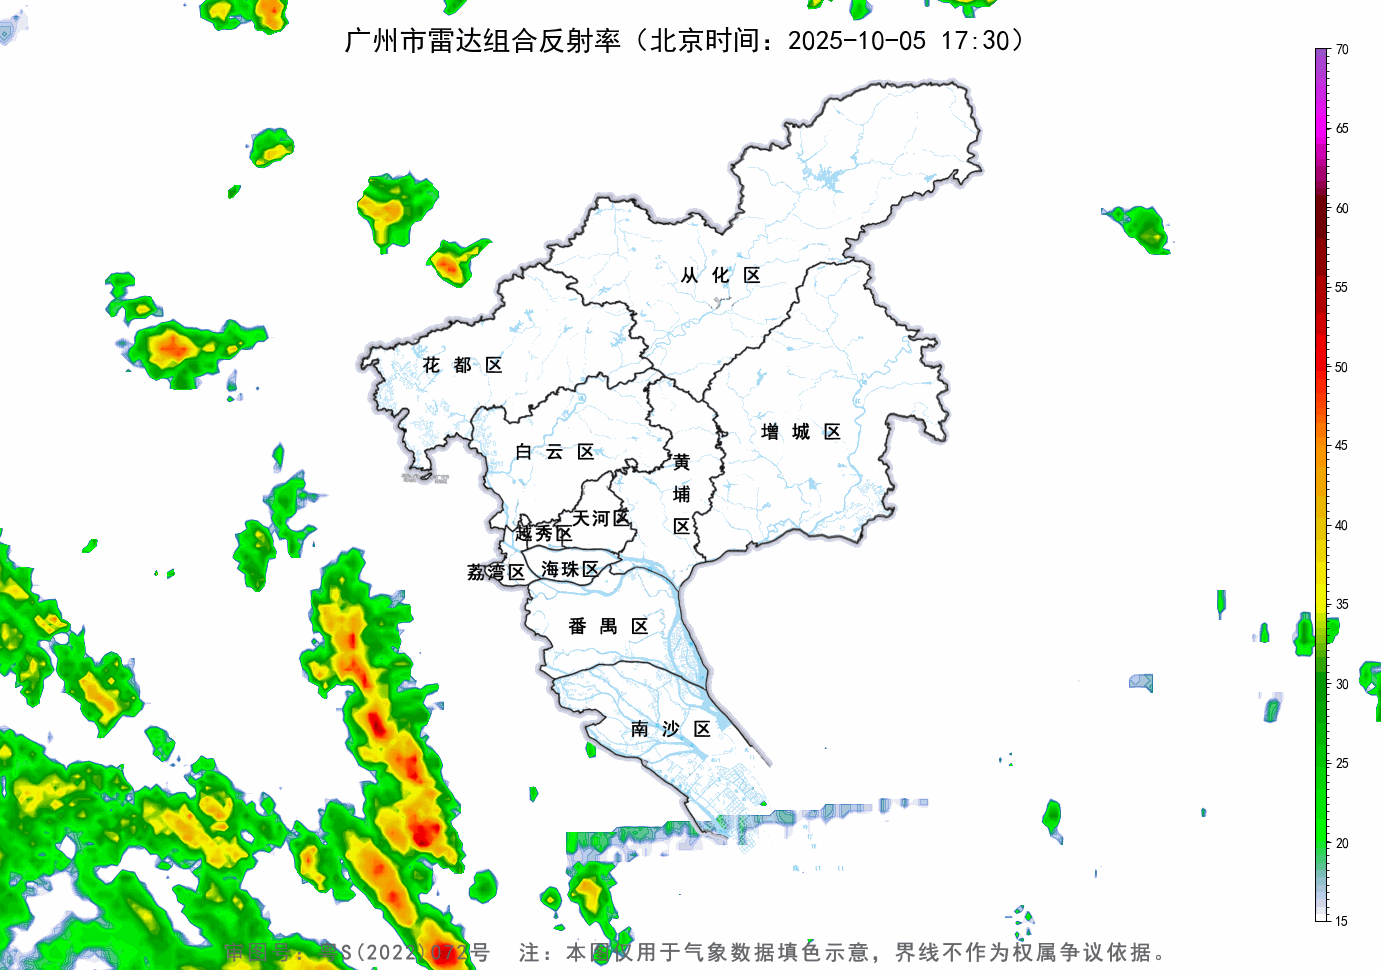 广州市雷达组合反射率（北京时间：2025-10-05 17:30）
70
65
60
55
50
45
40
35
30
25
20
15
从化区
花都区
增城区
白云区
黄埔区
天河区
越秀区
荔湾区
海珠区
番禺区
南沙区
审图号：粤S(2022)072号 注：本图仅用于气象数据填色示意，界线不作为权属争议依据。